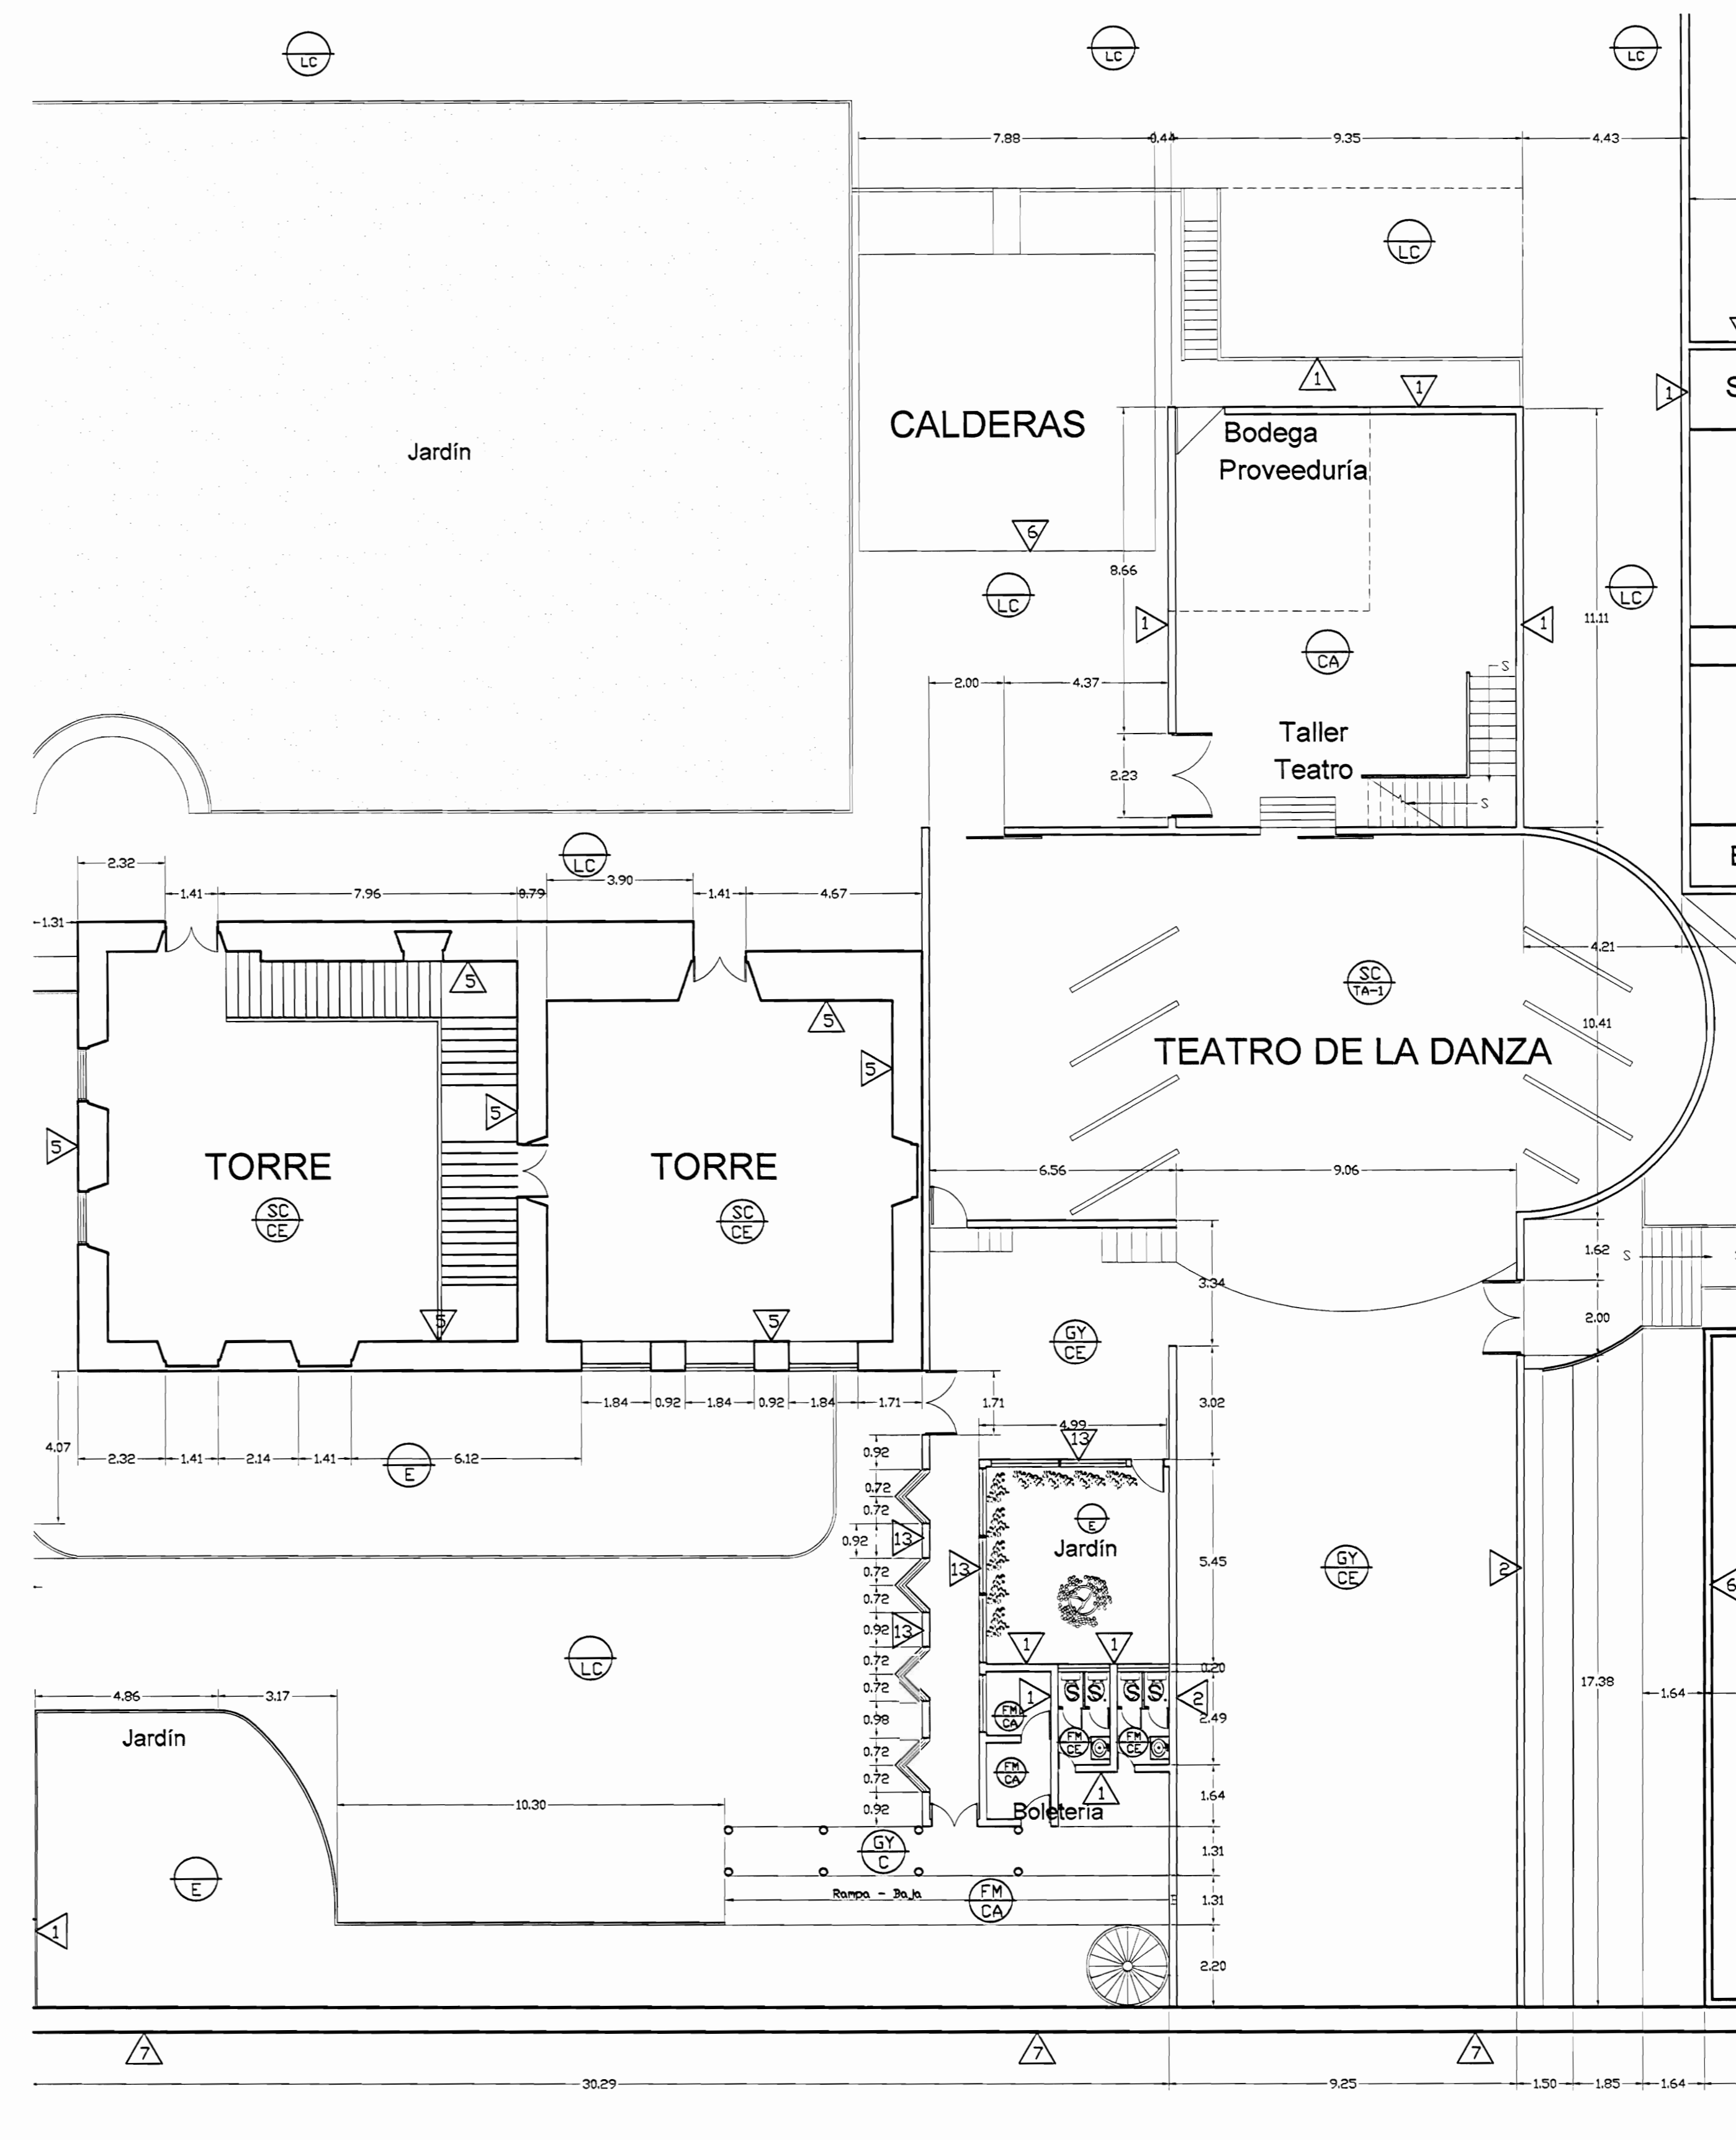 LC
LC
LC
7.88
0.44
9.35
4.43
LC
1
1
1
CALDERAS
Bodega
Proveeduría
Jardín
6
8.66
LC
LC
1
1
11.11
CA
S
2.00
4.37
Taller
Teatro
2.23
S
LC
2.32
3.90
1.41
7.96
0.79
1.41
4.67
1.31
4.21
5
SC
TA-1
5
10.41
TEATRO DE LA DANZA
5
5
5
TORRE
TORRE
6.56
9.06
SC
CE
SC
CE
1.62
S
3.34
2.00
5
5
GY
CE
1.84
0.92
1.84
0.92
1.84
1.71
1.71
3.02
4.99
4.07
2.32
1.41
2.14
1.41
6.12
E
0.92
13
0.72
0.72
E
0.92
13
Jardín
13
5.45
GY
CE
2
0.72
6
0.72
0.92
13
1
1
LC
0.72
0.20
17.38
0.72
1
S
S.
S
S.
2
1.64
4.86
3.17
FM
CA
2.49
0.98
Jardín
FM
CE
FM
CE
0.72
FM
CA
0.72
1
1.64
10.30
0.92
Boletería
GY
C
1.31
E
Rampa - Baja
FM
CA
1.31
1
2.20
7
7
7
30.29
9.25
1.50
1.85
1.64